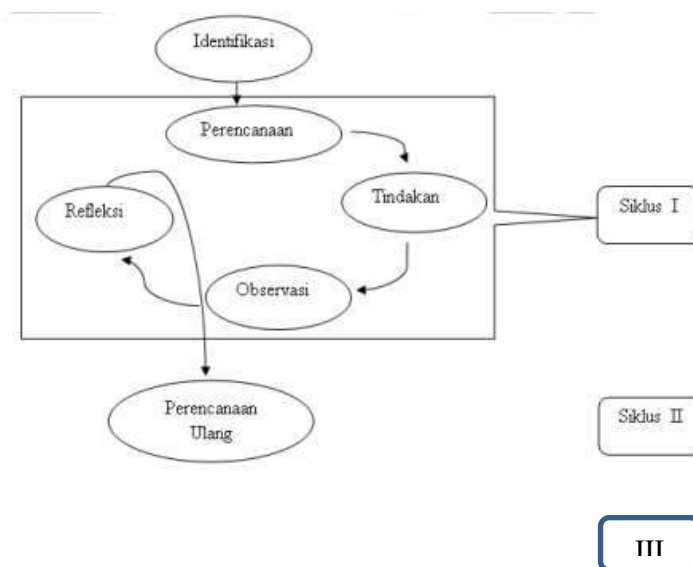 Identifikasi
Perencanaan
Tindakan
Refleksi
Siklus I
Observasi
Perencanaan
Ulang
Siklus II
III